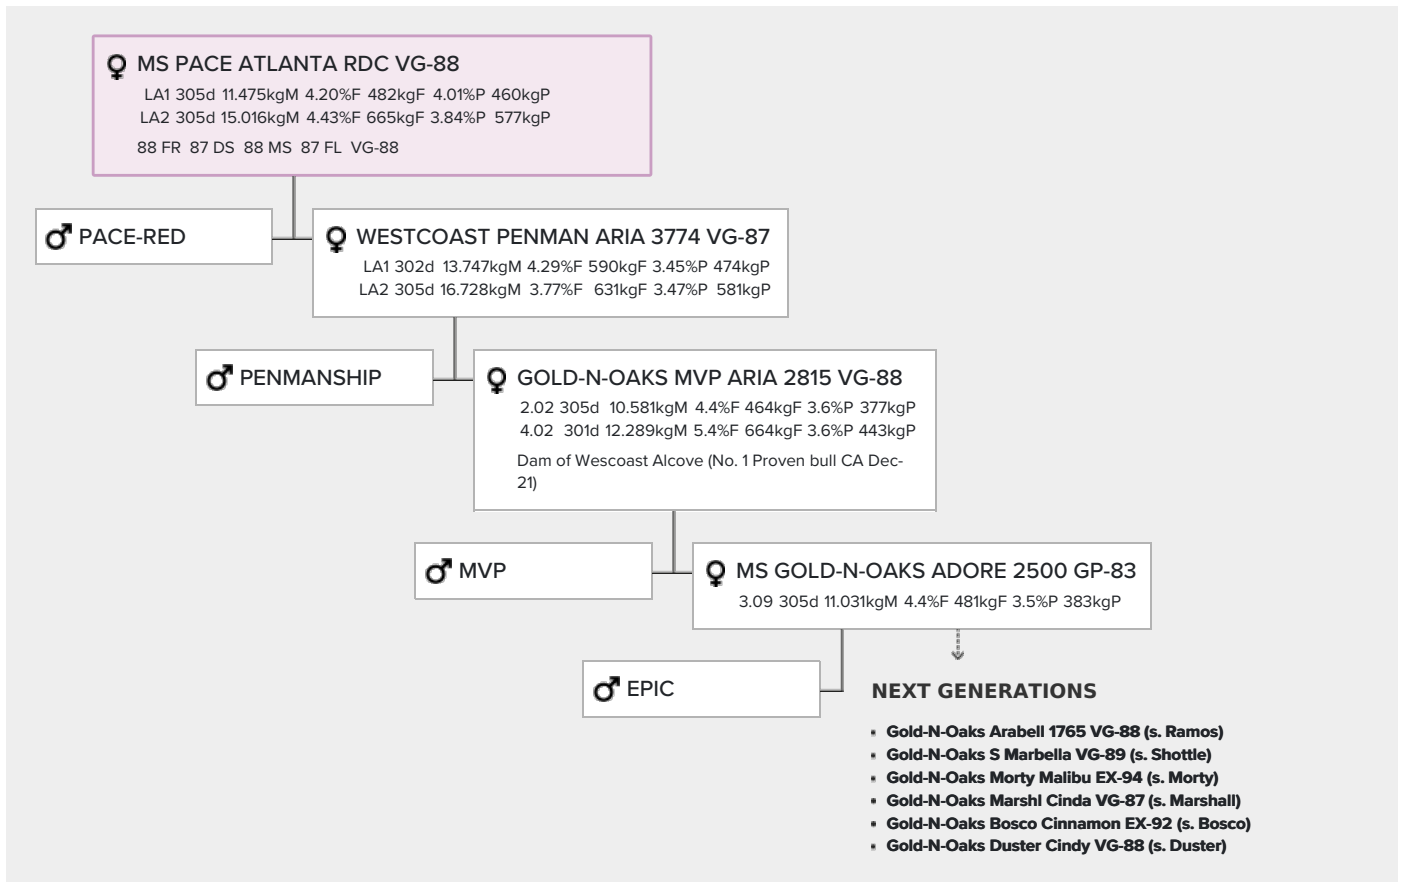 MS PACE ATLANTA RDC VG-88
LA1 305d 11.475kgM 4.20%F 482kgF 4.01%P 460kgP
LA2 305d 15.016kgM 4.43%F 665kgF 3.84%P 577kgP
88 FR 87 DS 88 MS 87 FL VG-88
PACE-RED
WESTCOAST PENMAN ARIA 3774 VG-87
LA1 302d 13.747kgM 4.29%F 590kgF 3.45%P 474kgP
LA2 305d 16.728kgM 3.77%F 631kgF 3.47%P 581kgP
PENMANSHIP
GOLD-N-OAKS MVP ARIA 2815 VG-88
2.02 305d 10.581kgM 4.4%F 464kgF 3.6%P 377kgP
4.02 301d 12.289kgM 5.4%F 664kgF 3.6%P 443kgP
Dam of Wescoast Alcove (No. 1 Proven bull CA Dec-
21)
MVP
MS GOLD-N-OAKS ADORE 2500 GP-83
3.09 305d 11.031kgM 4.4%F 481kgF 3.5%P 383kgP
EPIC
NEXT GENERATIONS
Gold-N-Oaks Arabell 1765 VG-88 (s. Ramos)
Gold-N-Oaks S Marbella VG-89 (s. Shottle)
Gold-N-Oaks Morty Malibu EX-94 (s. Morty)
Gold-N-Oaks Marshl Cinda VG-87 (s. Marshall)
Gold-N-Oaks Bosco Cinnamon EX-92 (s. Bosco)
Gold-N-Oaks Duster Cindy VG-88 (s. Duster)